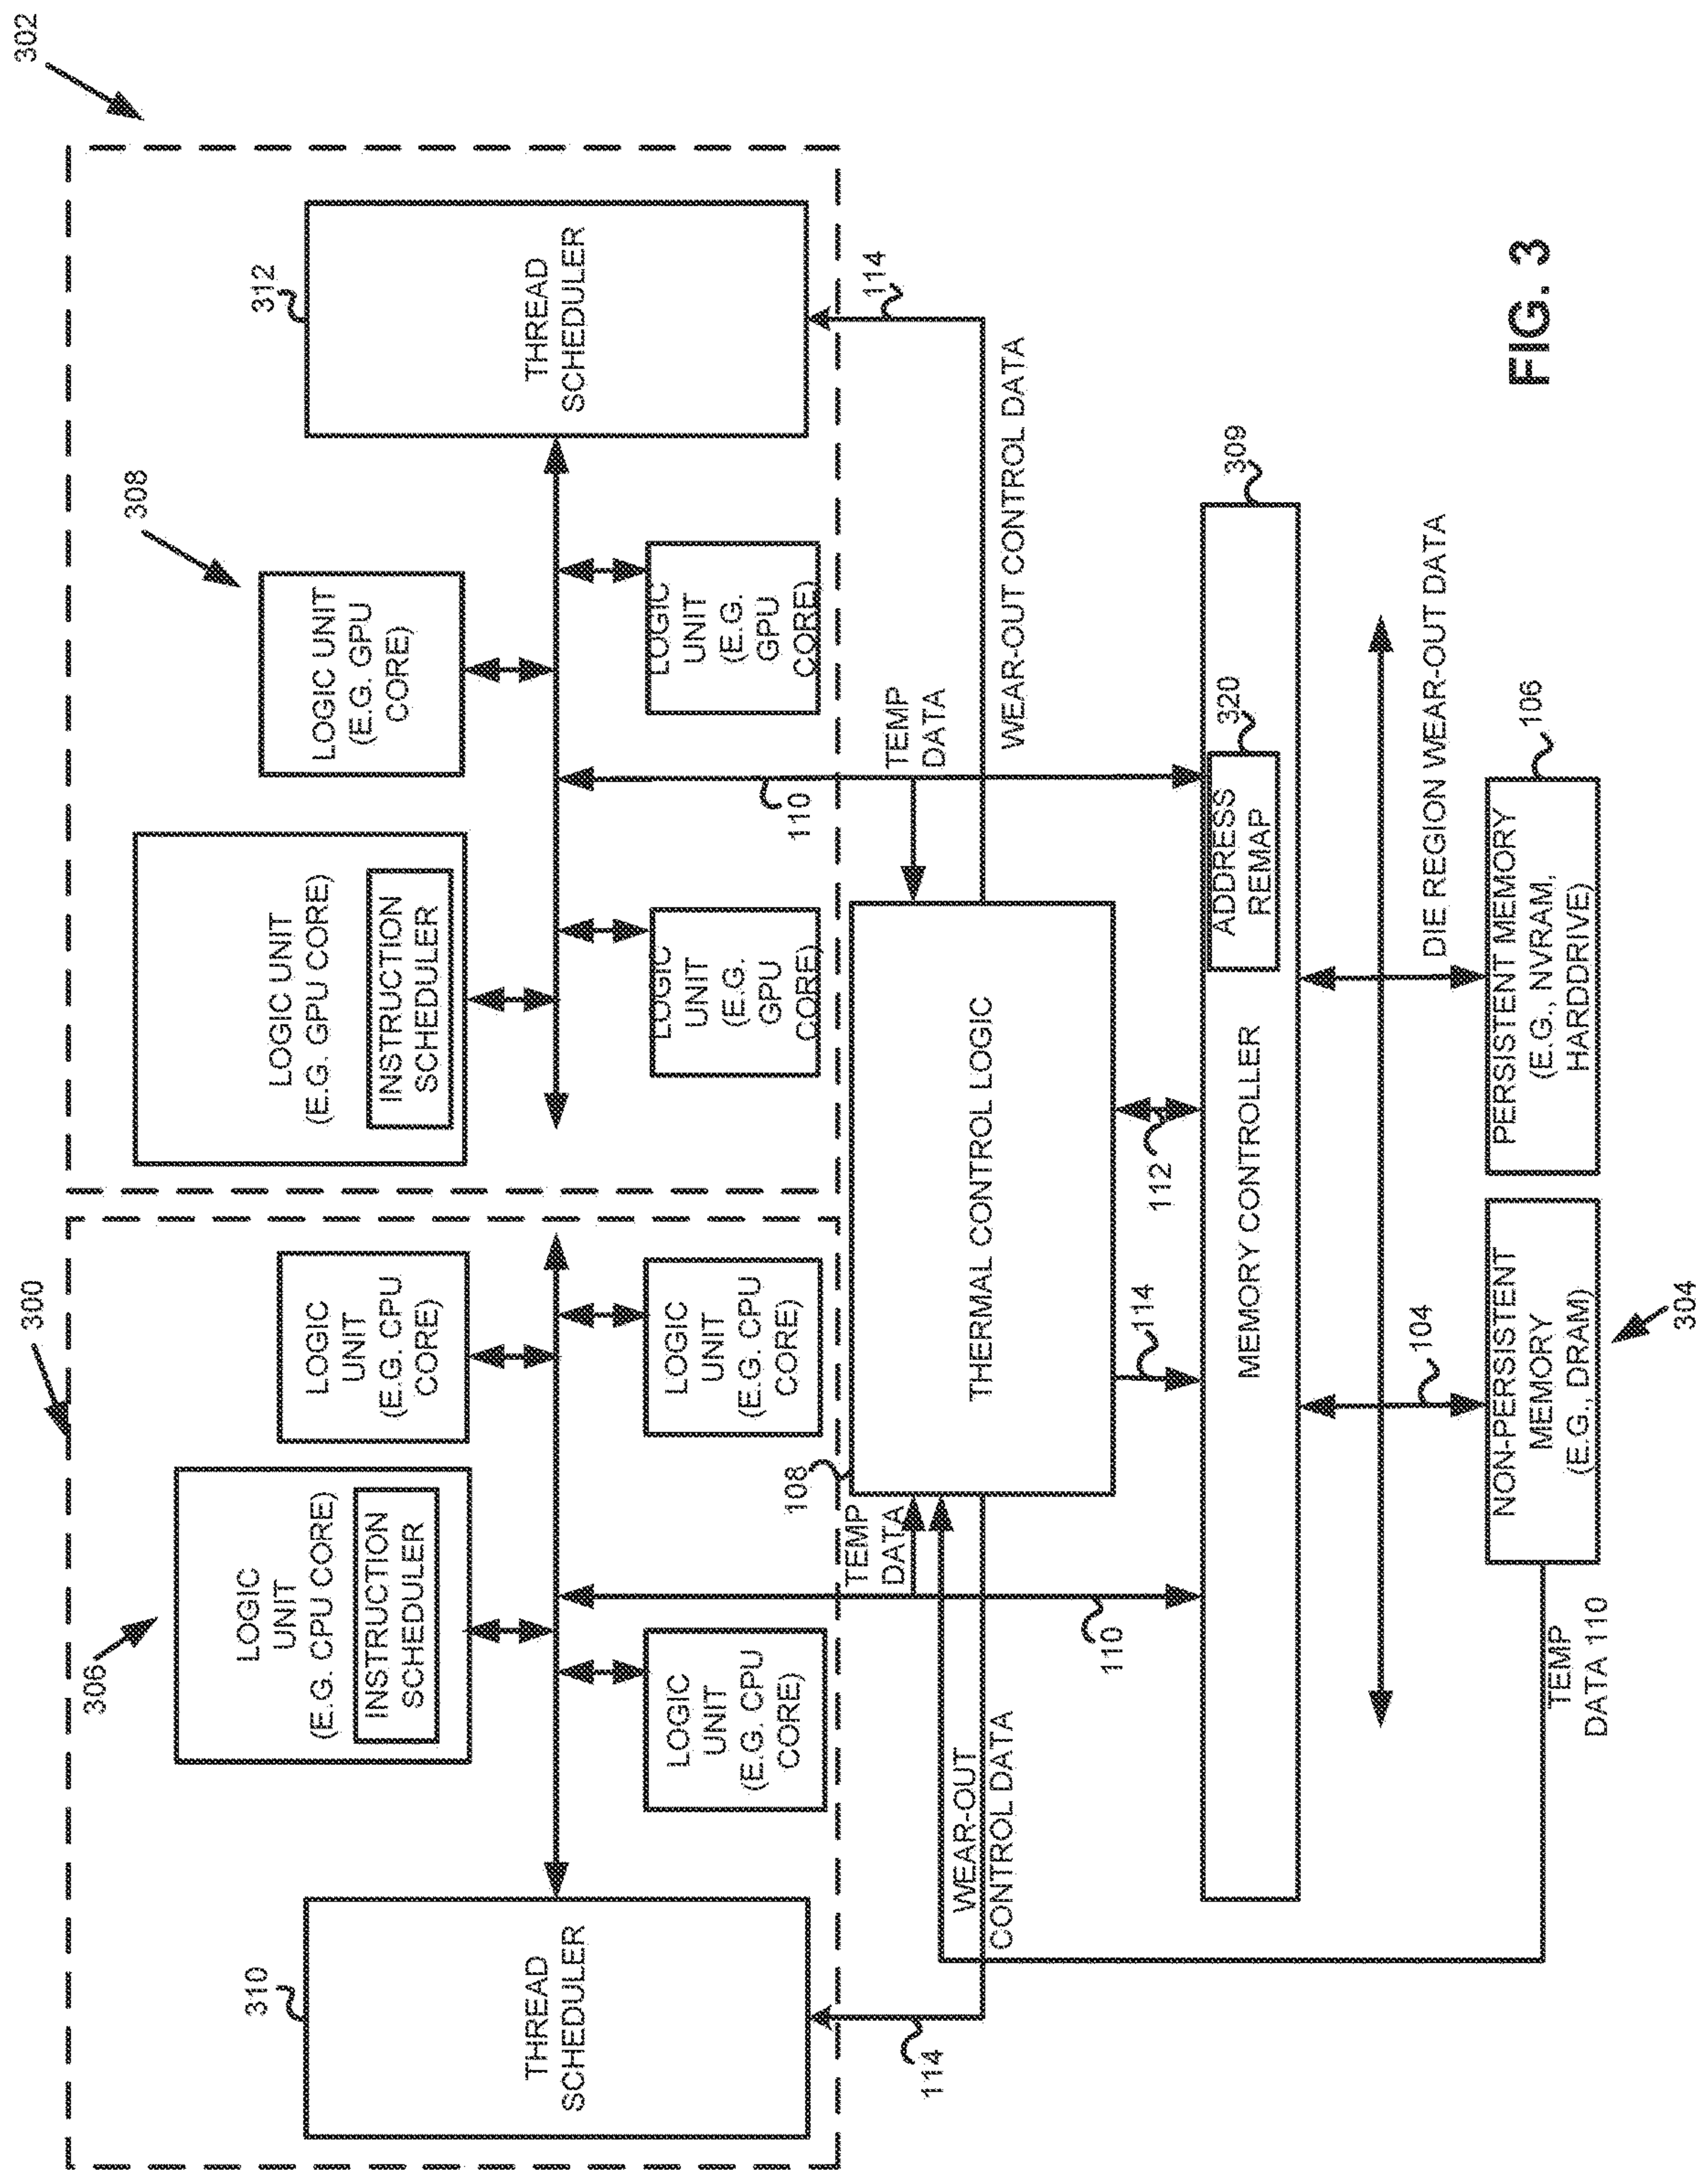 300
302
306
LOGIC
UNIT
(E.G. CPU CORE)
INSTRUCTION
SCHEDULER
LOGIC
UNIT
(E.G. CPU
CORE)
310
THREAD
SCHEDULER
LOGIC
UNIT
(E.G. CPU
CORE)
LOGIC
UNIT
(E.G. CPU
CORE)
LOGIC UNIT
(E.G. GPU CORE)
INSTRUCTION
SCHEDULER
308
LOGIC UNIT
(E.G. GPU
CORE)
312
THREAD
SCHEDULER
LOGIC
UNIT
(E.G.
GPU
CORE)
LOGIC
UNIT
(E.G.
GPU
CORE)
108
TEMP
DATA
110
TEMP
DATA
114
114
WEAR-OUT
CONTROL DATA
THERMAL CONTROL LOGIC
WEAR-OUT CONTROL DATA
110
114
112
MEMORY CONTROLLER
ADDRESS
REMAP
320
309
104
DIE REGION WEAR-OUT DATA
TEMP
DATA 110
NON-PERSISTENT
MEMORY
(E.G., DRAM)
304
PERSISTENT MEMORY
(E.G., NVRAM,
HARDDRIVE)
106
FIG. 3